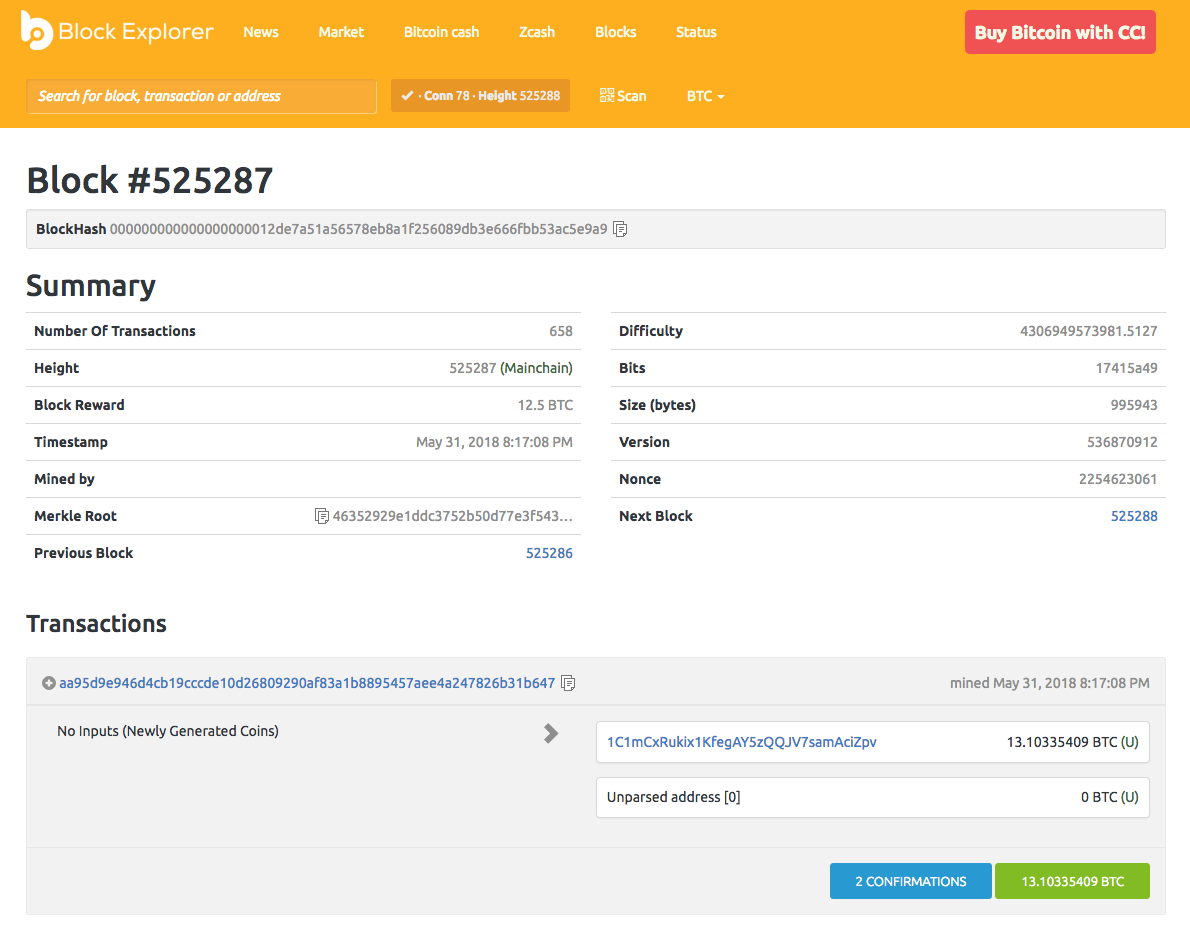 Block Explorer News Market Bitcoin cash Zcash Blocks Status Buy Bitcoin with CC!
Search for block, transaction or address · Conn 78 · Height 525288 Scan BTC
Block #525287
BlockHash 000000000000000000012de7a51a56578eb8a1f256089db3e666fbb53ac5e9a9
Summary
Number Of Transactions 658
Height 525287 (Mainchain)
Block Reward 12.5 BTC
Timestamp May 31, 2018 8:17:08 PM
Mined by
Merkle Root 46352929e1ddc3752b50d77e3f543...
Previous Block 525286
Difficulty 4306949573981.5127
Bits 17415a49
Size (bytes) 995943
Version 536870912
Nonce 2254623061
Next Block 525288
Transactions
aa95d9e946d4cb19cccde10d26809290af83a1b8895457aee4a247826b31b647 mined May 31, 2018 8:17:08 PM
No Inputs (Newly Generated Coins)
1C1mCxRukix1KfegAY5zQQJV7samAciZpv 13.10335409 BTC (U)
Unparsed address [0] 0 BTC (U)
2 CONFIRMATIONS 13.10335409 BTC